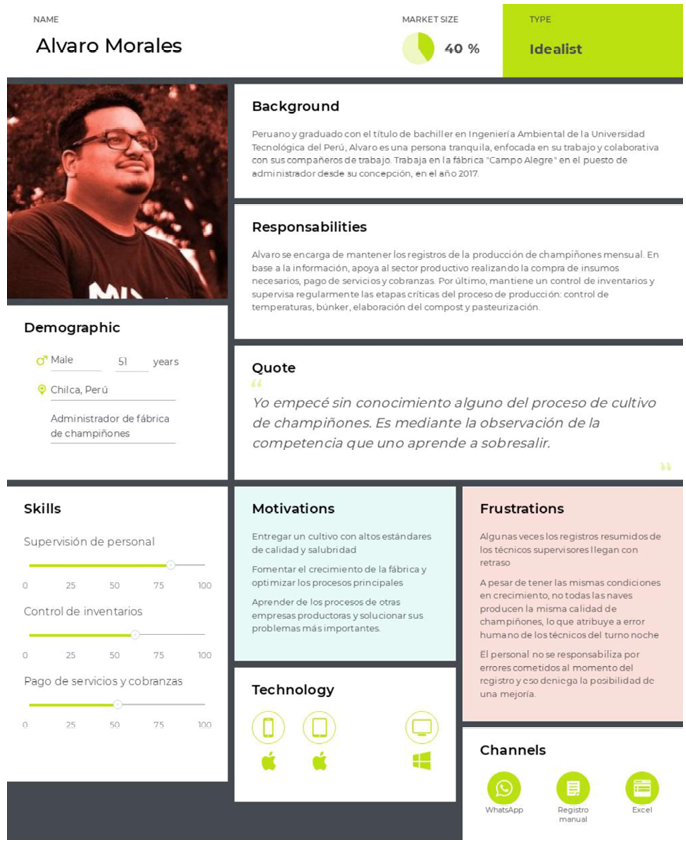 NAME
Alvaro Morales
MARKET SIZE
40 %
TYPE
Idealist
Background
Peruano y graduado con el título de bachiller en Ingeniería Ambiental de la Universidad
Tecnológica del Perú, Alvaro es una persona tranquila, enfocada en su trabajo y colaborativa
con sus compañeros de trabajo. Trabaja en la fábrica "Campo Alegre" en el puesto de
administrador desde su concepción, en el año 2017.
Responsabilities
Alvaro se encarga de mantener los registros de la producción de champiñones mensual. En
base a la información, apoya al sector productivo realizando la compra de insumos
necesarios, pago de servicios y cobranzas. Por último, mantiene un control de inventarios y
supervisa regularmente las etapas críticas del proceso de producción: control de
temperaturas, búnker, elaboración del compost y pasteurización.
Demographic
Male 51 years
Chilca, Perú
Administrador de fábrica
de champiñones
Quote
“
Yo empecé sin conocimiento alguno del proceso de cultivo
de champiñones. Es mediante la observación de la
competencia que uno aprende a sobresalir.
”
Skills
Supervisión de personal
0 25 50 75 100
Control de inventarios
0 25 50 75 100
Pago de servicios y cobranzas
0 25 50 75 100
Motivations
Entregar un cultivo con altos estándares
de calidad y salubridad
Fomentar el crecimiento de la fábrica y
optimizar los procesos principales
Aprender de los procesos de otras
empresas productoras y solucionar sus
problemas más importantes.
Technology
Frustrations
Algunas veces los registros resumidos de
los técnicos supervisores llegan con
retraso
A pesar de tener las mismas condiciones
en crecimiento, no todas las naves
producen la misma calidad de
champiñones, lo que atribuye a error
humano de los técnicos del turno noche
El personal no se responsabiliza por
errores cometidos al momento del
registro y eso deniega la posibilidad de
una mejoría.
Channels
WhatsApp
Registro
manual
Excel